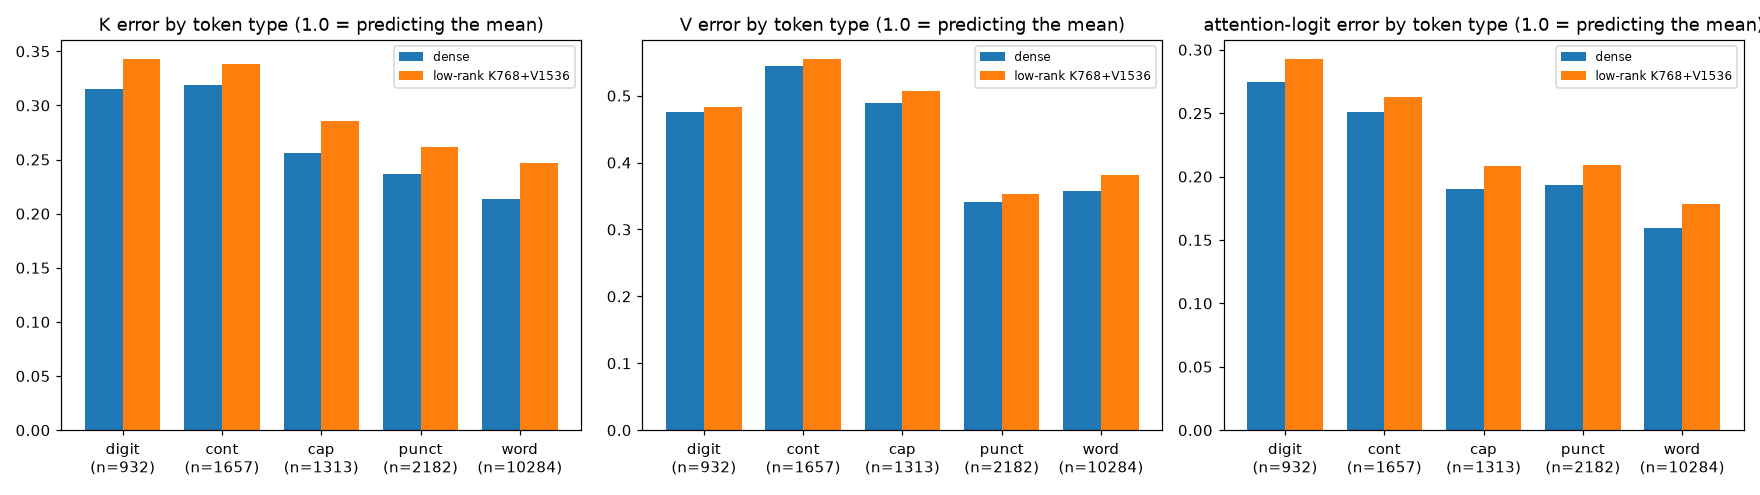 K error by token type (1.0 = predicting the mean)
dense
low-rank K768+V1536
0.35
0.30
0.25
0.20
0.15
0.10
0.05
0.00
digit
(n=932)
cont
(n=1657)
cap
(n=1313)
punct
(n=2182)
word
(n=10284)
V error by token type (1.0 = predicting the mean)
dense
low-rank K768+V1536
0.5
0.4
0.3
0.2
0.1
0.0
digit
(n=932)
cont
(n=1657)
cap
(n=1313)
punct
(n=2182)
word
(n=10284)
attention-logit error by token type (1.0 = predicting the mean)
dense
low-rank K768+V1536
0.30
0.25
0.20
0.15
0.10
0.05
0.00
digit
(n=932)
cont
(n=1657)
cap
(n=1313)
punct
(n=2182)
word
(n=10284)